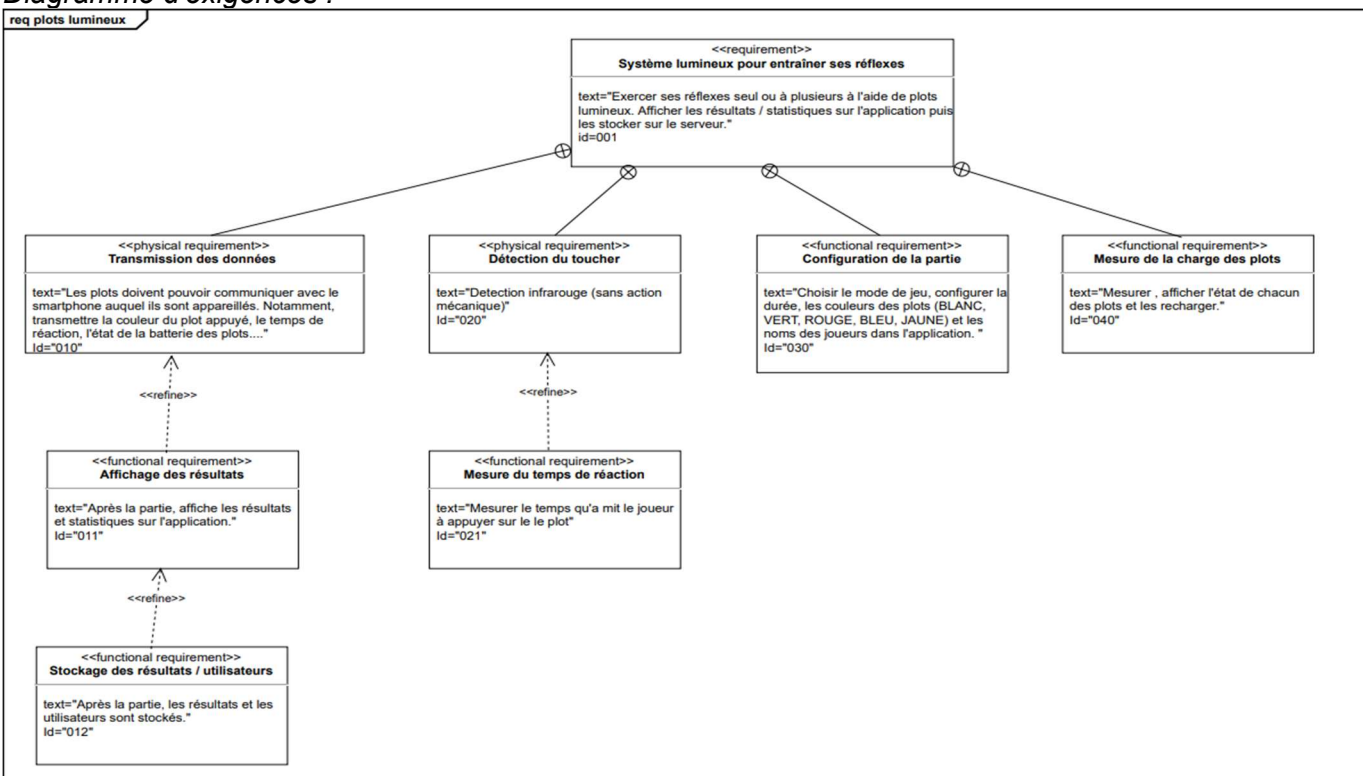 Diagramme d'exigences :
req plots lumineux
<<requirement>>
Système lumineux pour entraîner ses réflexes
text="Exercer ses réflexes seul ou à plusieurs à l'aide de plots
lumineux. Afficher les résultats / statistiques sur l'application puis
les stocker sur le serveur."
id=001
<<physical requirement>>
Transmission des données
text="Les plots doivent pouvoir communiquer avec le
smartphone auquel ils sont appareillés. Notamment,
transmettre la couleur du plot appuyé, le temps de
réaction, l'état de la batterie des plots...."
Id="010"
<<physical requirement>>
Détection du toucher
text="Detection infrarouge (sans action
mécanique)"
Id="020"
<<functional requirement>>
Configuration de la partie
text="Choisir le mode de jeu, configurer la
durée, les couleurs des plots (BLANC,
VERT, ROUGE, BLEU, JAUNE) et les
noms des joueurs dans l'application. "
Id="030"
<<functional requirement>>
Mesure de la charge des plots
text="Mesurer , afficher l'état de chacun
des plots et les recharger."
Id="040"
<<refine>>
<<refine>>
<<functional requirement>>
Affichage des résultats
text="Après la partie, affiche les résultats
et statistiques sur l'application."
Id="011"
<<functional requirement>>
Mesure du temps de réaction
text="Mesurer le temps qu'a mit le joueur
à appuyer sur le le plot"
Id="021"
<<refine>>
<<functional requirement>>
Stockage des résultats / utilisateurs
text="Après la partie, les résultats et les
utilisateurs sont stockés."
Id="012"